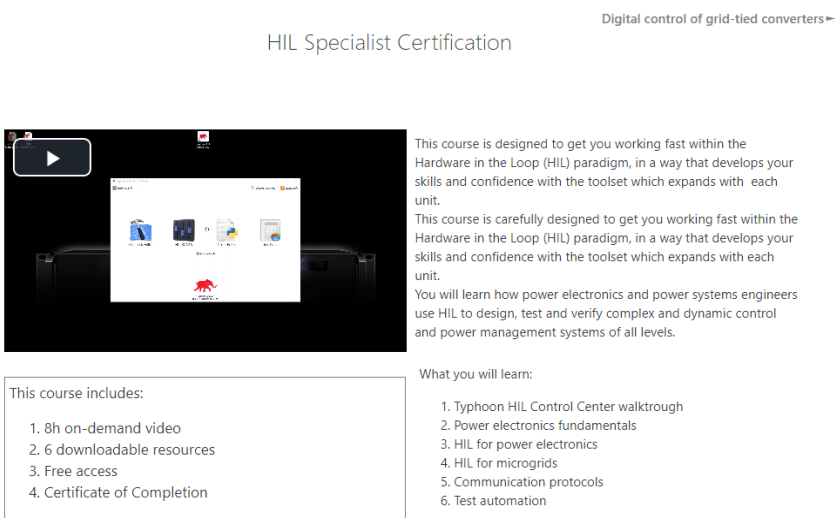 Digital control of grid-tied converters►
HIL Specialist Certification
This course is designed to get you working fast within the
Hardware in the Loop (HIL) paradigm, in a way that develops your
skills and confidence with the toolset which expands with each
unit.
This course is carefully designed to get you working fast within the
Hardware in the Loop (HIL) paradigm, in a way that develops your
skills and confidence with the toolset which expands with each
unit.
You will learn how power electronics and power systems engineers
use HIL to design, test and verify complex and dynamic control
and power management systems of all levels.
This course includes:
1. 8h on-demand video
2. 6 downloadable resources
3. Free access
4. Certificate of Completion
What you will learn:
1. Typhoon HIL Control Center walktrough
2. Power electronics fundamentals
3. HIL for power electronics
4. HIL for microgrids
5. Communication protocols
6. Test automation